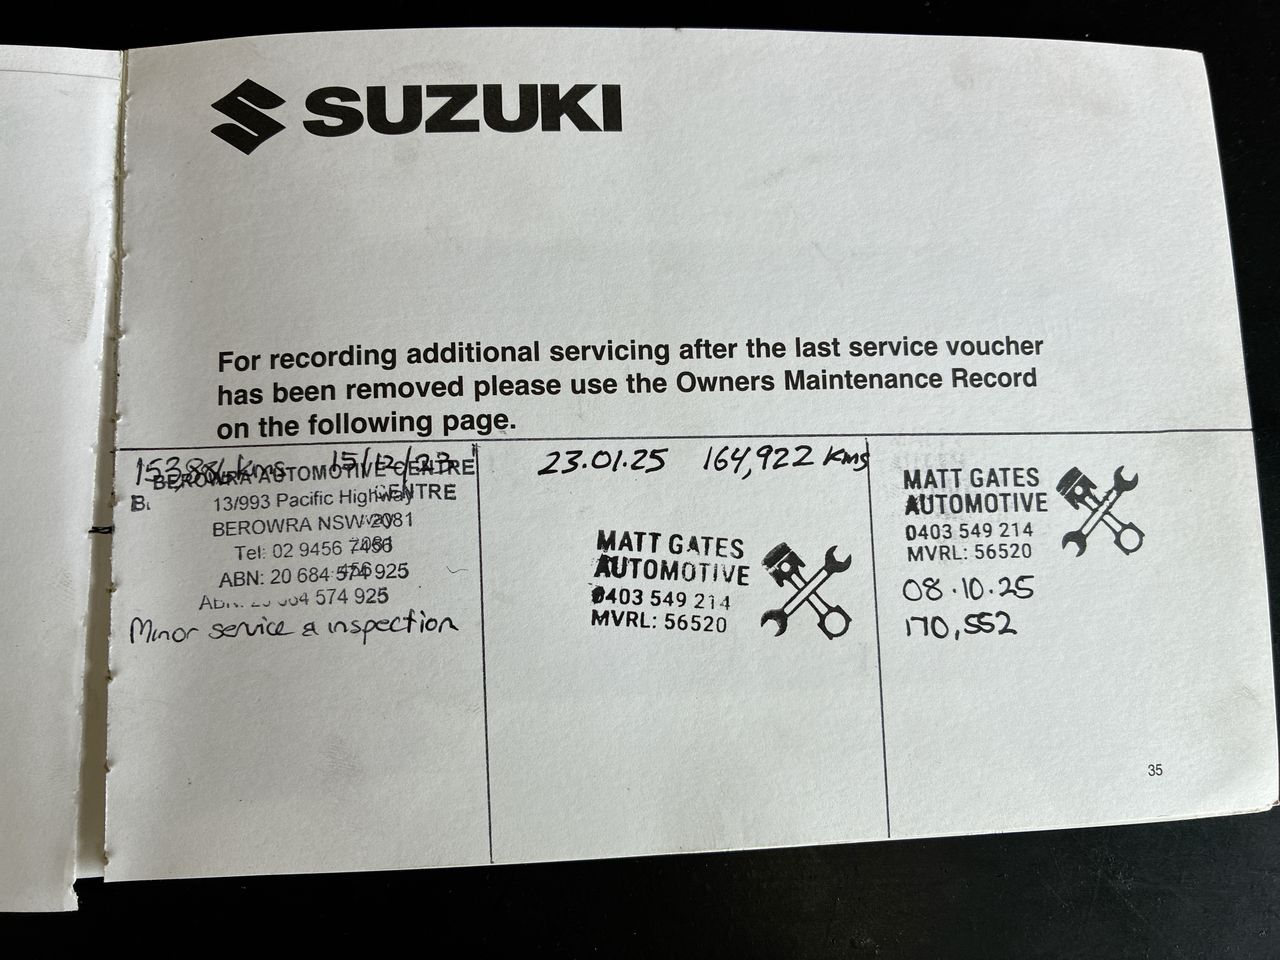 SUZUKI
For recording additional servicing after the last service voucher
has been removed please use the Owners Maintenance Record
on the following page.
kms 15/12/23
BEROWRA AUTOMOTIVE CENTRE
CENTRE
13/993 Pacific Highway
BEROWRA NSW 2081
Tel: 02 9456 7456
ABN: 20 684 574 925
574 925
Minor service & inspection
23.01.25 164,922 kms
MATT GATES
AUTOMOTIVE
0403 549 214
MVRL: 56520
MATT GATES
AUTOMOTIVE
0403 549 214
MVRL: 56520
08.10.25
170,552
35